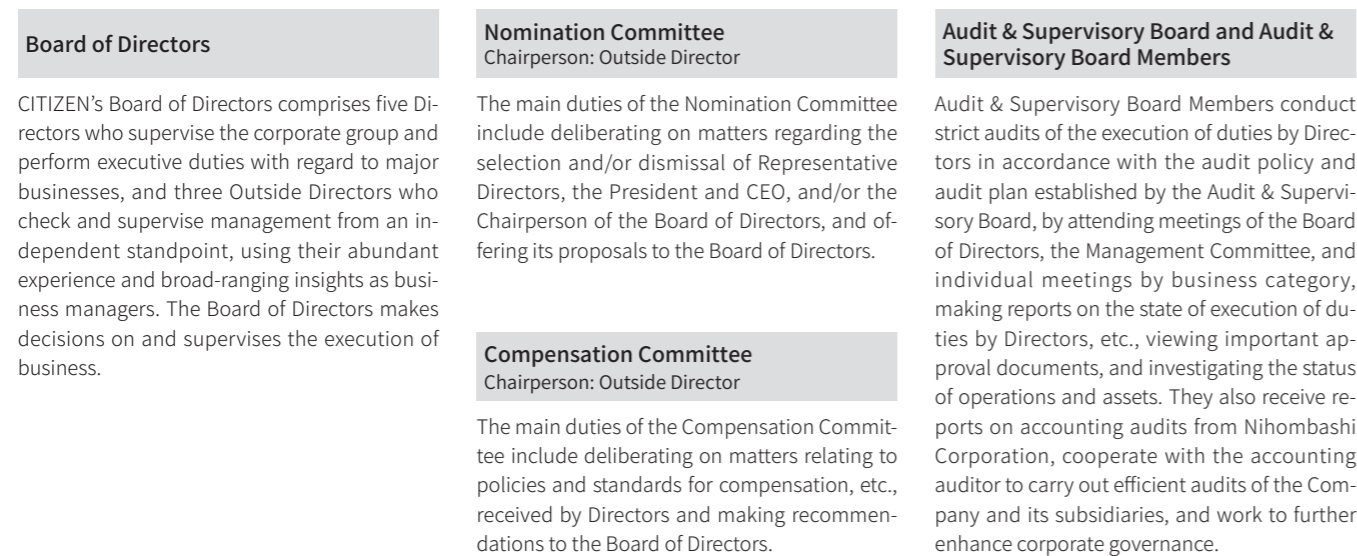 Board of Directors
CITIZEN’s Board of Directors comprises five Di-
rectors who supervise the corporate group and
perform executive duties with regard to major
businesses, and three Outside Directors who
check and supervise management from an in-
dependent standpoint, using their abundant
experience and broad-ranging insights as busi-
ness managers. The Board of Directors makes
decisions on and supervises the execution of
business.
Nomination Committee
Chairperson: Outside Director
The main duties of the Nomination Committee
include deliberating on matters regarding the
selection and/or dismissal of Representative
Directors, the President and CEO, and/or the
Chairperson of the Board of Directors, and of-
fering its proposals to the Board of Directors.
Compensation Committee
Chairperson: Outside Director
The main duties of the Compensation Commit-
tee include deliberating on matters relating to
policies and standards for compensation, etc.,
received by Directors and making recommen-
dations to the Board of Directors.
Audit & Supervisory Board and Audit &
Supervisory Board Members
Audit & Supervisory Board Members conduct
strict audits of the execution of duties by Direc-
tors in accordance with the audit policy and
audit plan established by the Audit & Supervi-
sory Board, by attending meetings of the Board
of Directors, the Management Committee, and
individual meetings by business category,
making reports on the state of execution of du-
ties by Directors, etc., viewing important ap-
proval documents, and investigating the status
of operations and assets. They also receive re-
ports on accounting audits from Nihombashi
Corporation, cooperate with the accounting
auditor to carry out efficient audits of the Com-
pany and its subsidiaries, and work to further
enhance corporate governance.